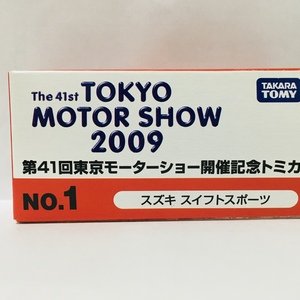 The 41st TOKYO
MOTOR SHOW
2009
TAKARA
TOMY
第41回東京モーターショー開催記念トミカ
NO.1
スズキ スイフトスポーツ